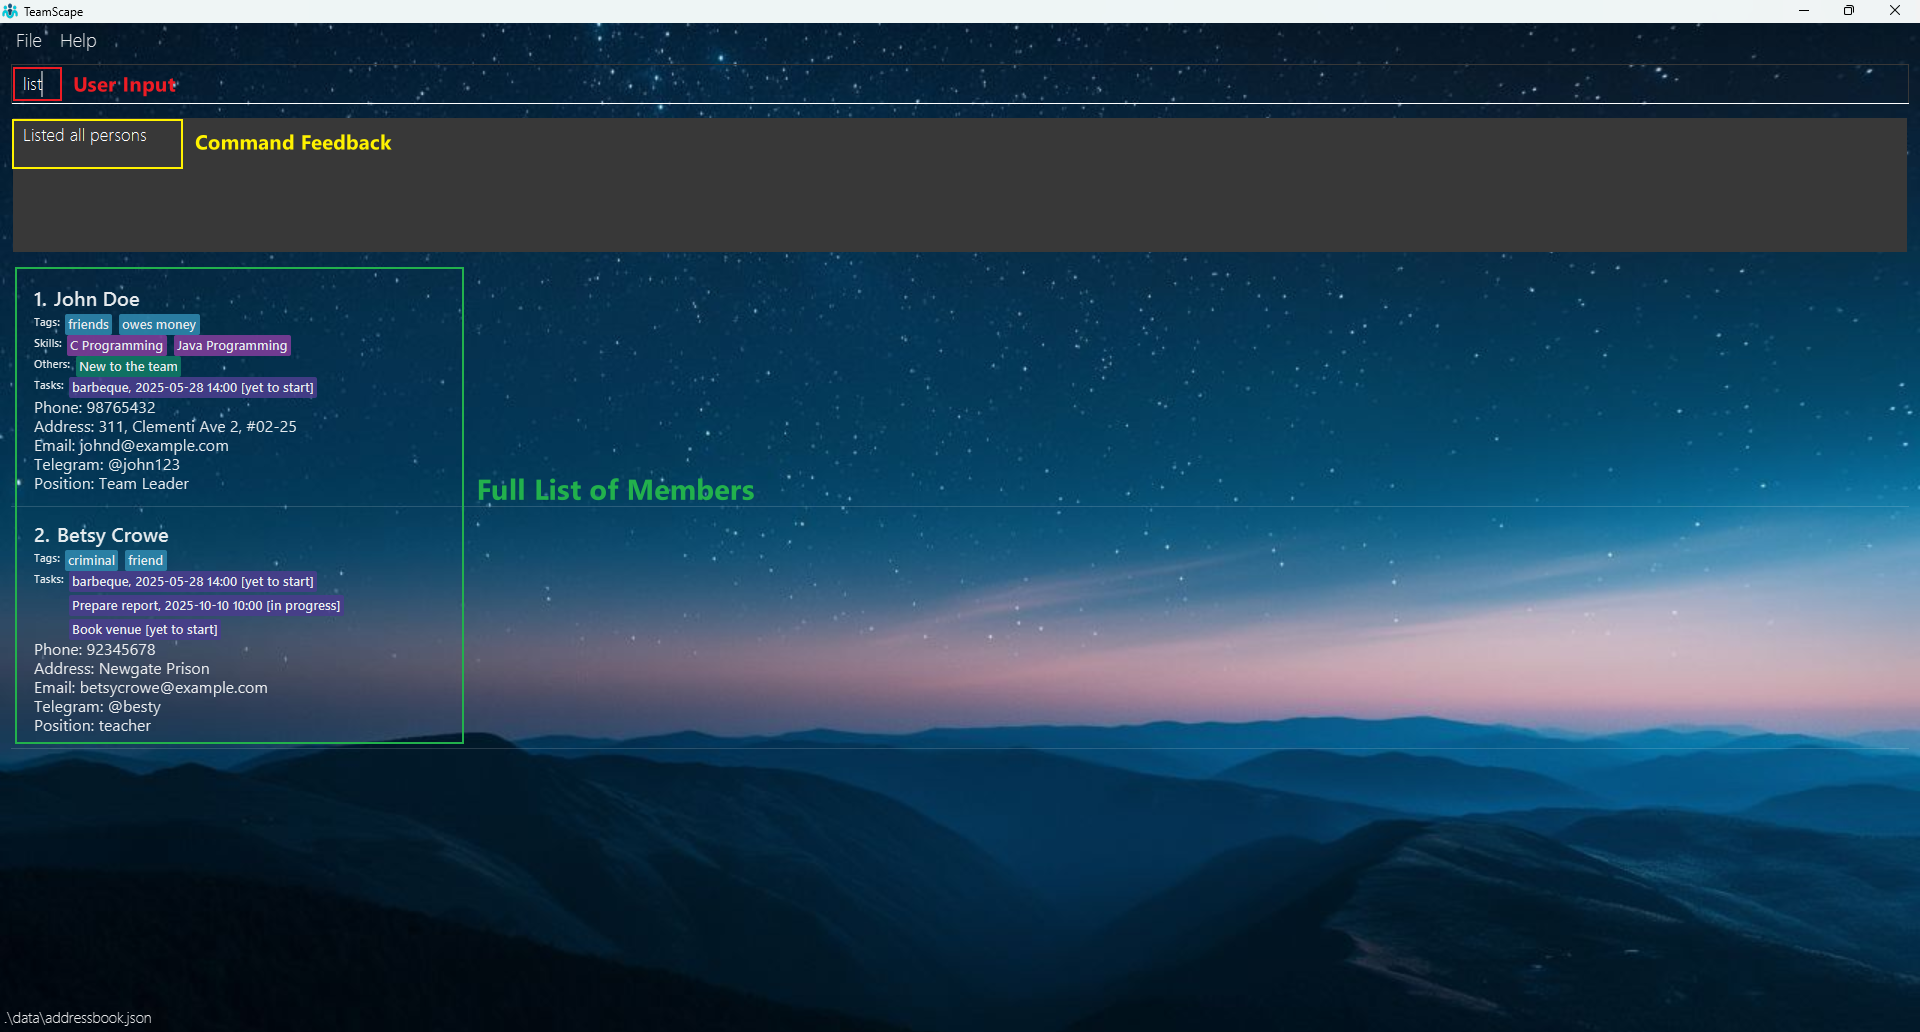 TeamScape
File Help
list User Input
Listed all persons Command Feedback
1. John Doe
Tags: friends owes money
Skills: C Programming Java Programming
Others: New to the team
Tasks: barbeque, 2025-05-28 14:00 [yet to start]
Phone: 98765432
Address: 311, Clementi Ave 2, #02-25
Email: johnd@example.com
Telegram: @john123
Position: Team Leader
Full List of Members
2. Betsy Crowe
Tags: criminal friend
Tasks: barbeque, 2025-05-28 14:00 [yet to start]
Prepare report, 2025-10-10 10:00 [in progress]
Book venue [yet to start]
Phone: 92345678
Address: Newgate Prison
Email: betsycrowe@example.com
Telegram: @besty
Position: teacher
.\data\addressbook.json